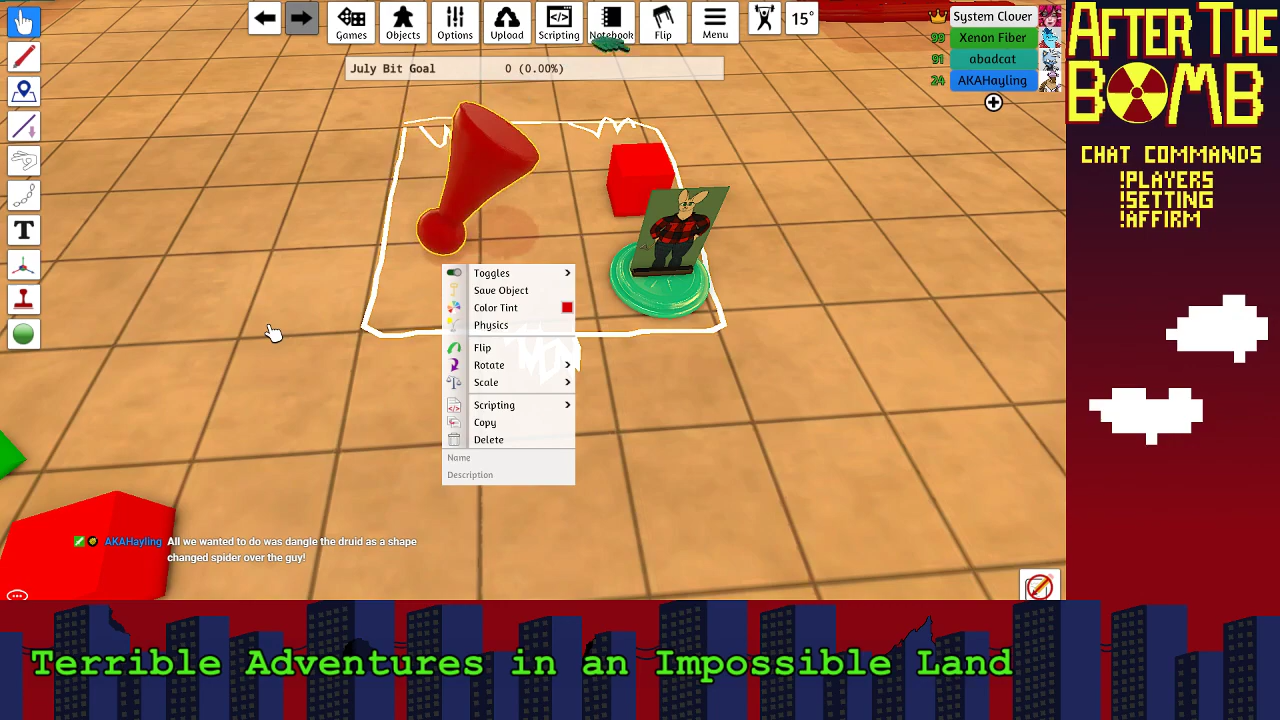 Games
Objects
Options
Upload
Scripting
Notebook
Flip
Menu
15°
July Bit Goal 0 (0.00%)
System Clover
99 Xenon Fiber
91 abadcat
24 AKAHayling
AFTER THE
BOMB
CHAT COMMANDS
!PLAYERS
!SETTING
!AFFIRM
T
Toggles
Save Object
Color Tint
Physics
Flip
Rotate
Scale
Scripting
Copy
Delete
Name
Description
AKAHayling All we wanted to do was dangle the druid as a shape
changed spider over the guy!
Terrible Adventures in an Impossible Land